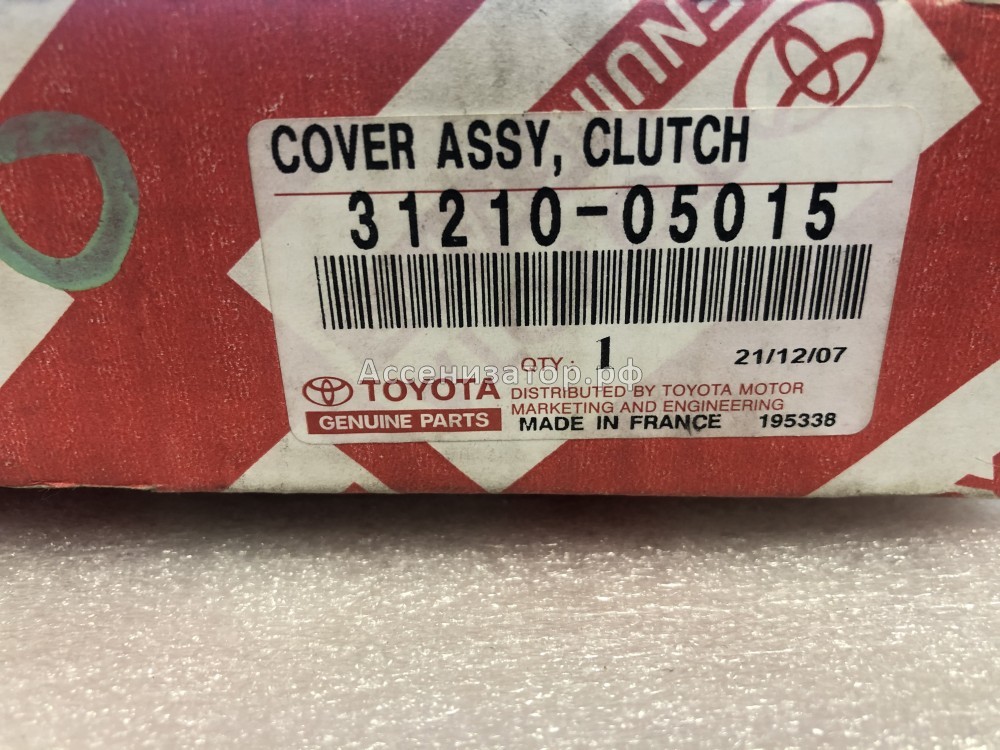 GENUIN
COVER ASSY, CLUTCH
31210-05015
QTY : 1
21/12/07
Ассенизатор.рф
TOYOTA
GENUINE PARTS
DISTRIBUTED BY TOYOTA MOTOR
MARKETING AND ENGINEERING
MADE IN FRANCE 195338